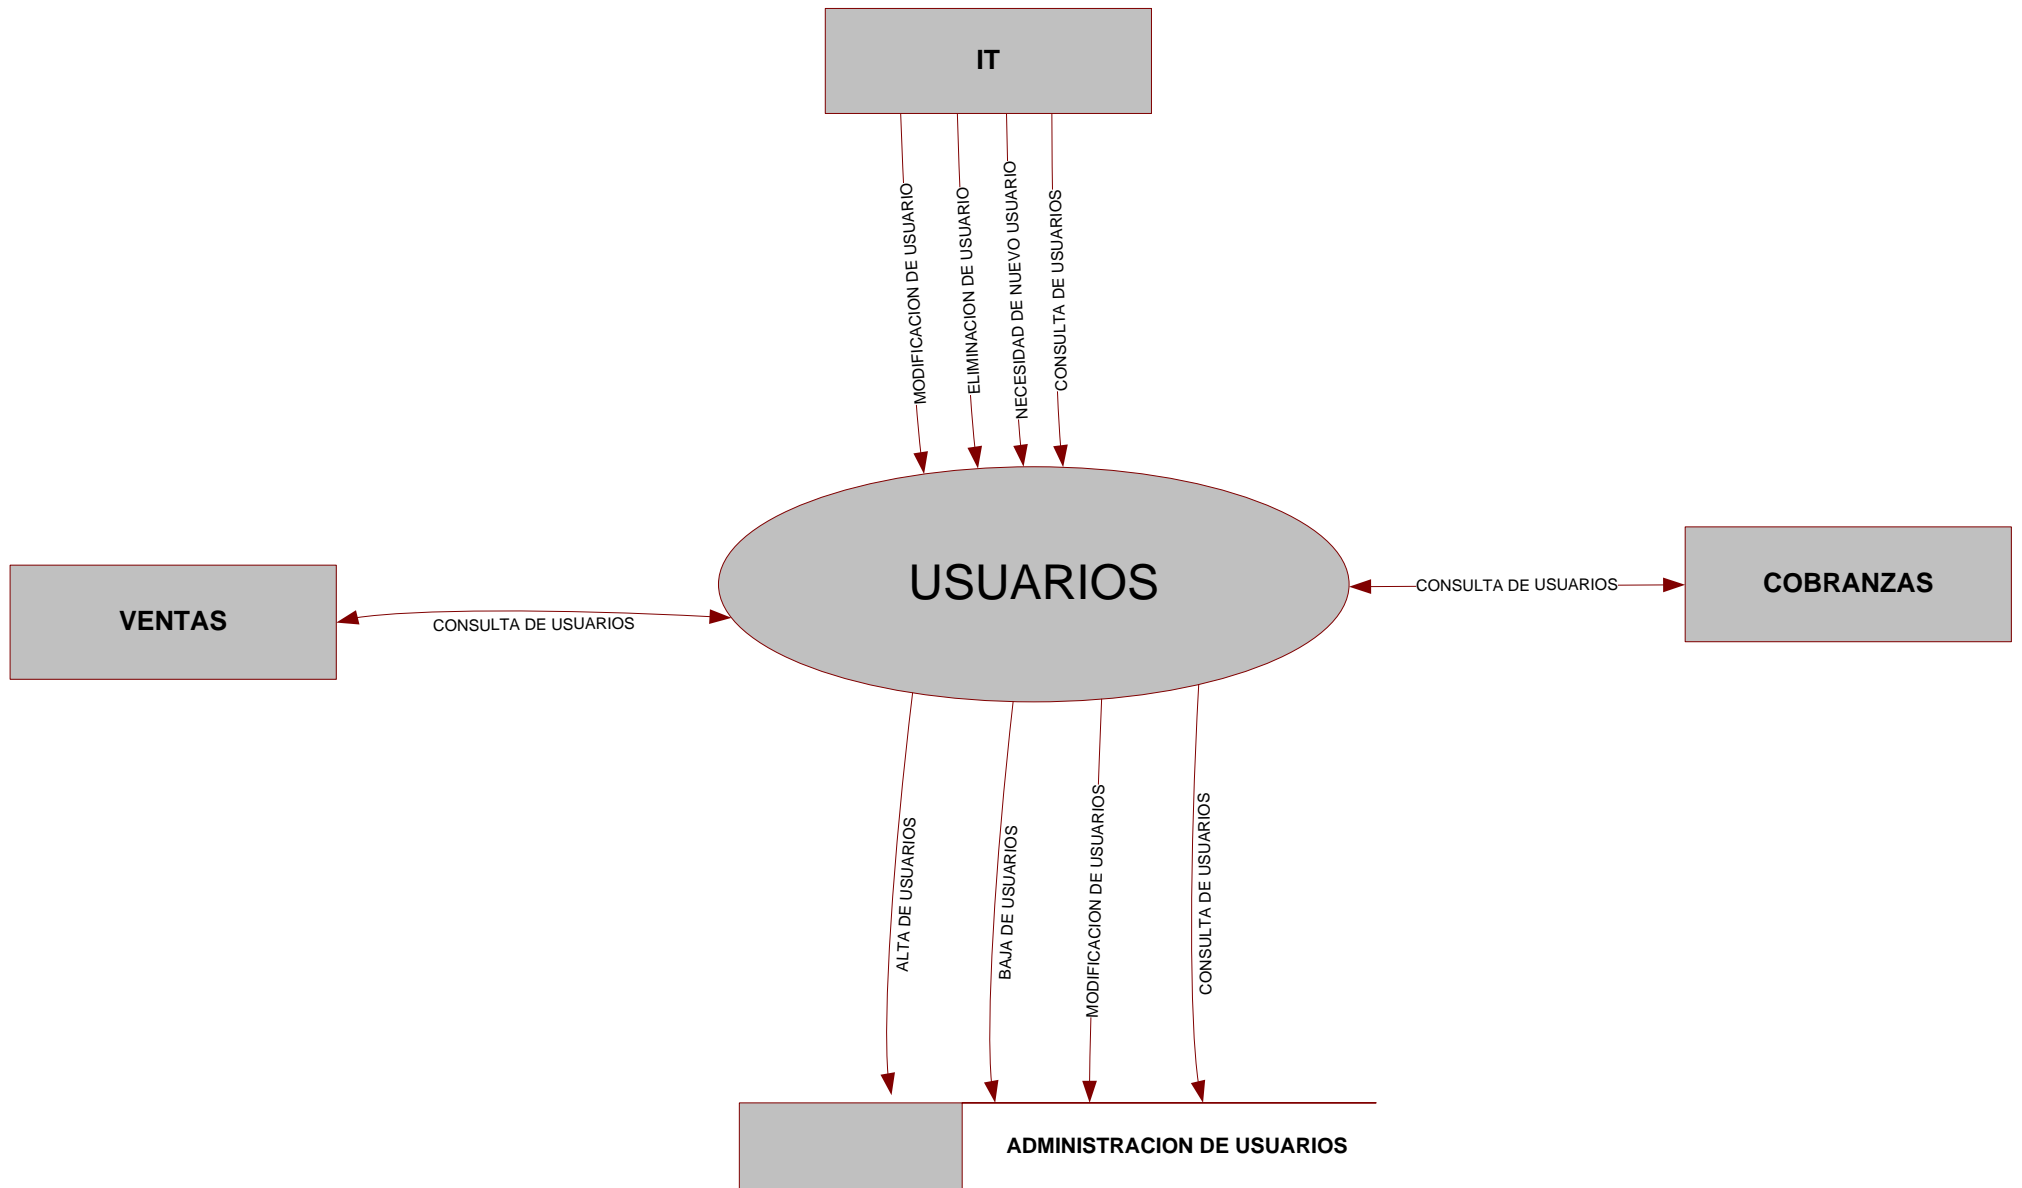 IT
MODIFICACION DE USUARIO
ELIMINACION DE USUARIO
NECESIDAD DE NUEVO USUARIO
CONSULTA DE USUARIOS
USUARIOS
VENTAS
CONSULTA DE USUARIOS
CONSULTA DE USUARIOS
COBRANZAS
ALTA DE USUARIOS
BAJA DE USUARIOS
MODIFICACION DE USUARIOS
CONSULTA DE USUARIOS
ADMINISTRACION DE USUARIOS